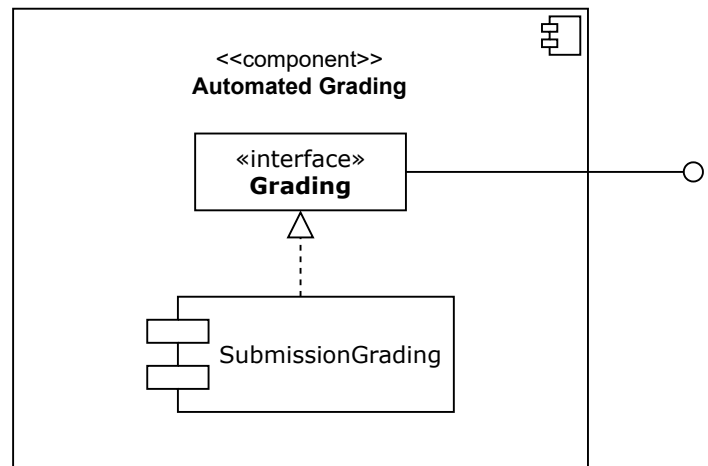 <<component>>
Automated Grading
«interface»
Grading
SubmissionGrading